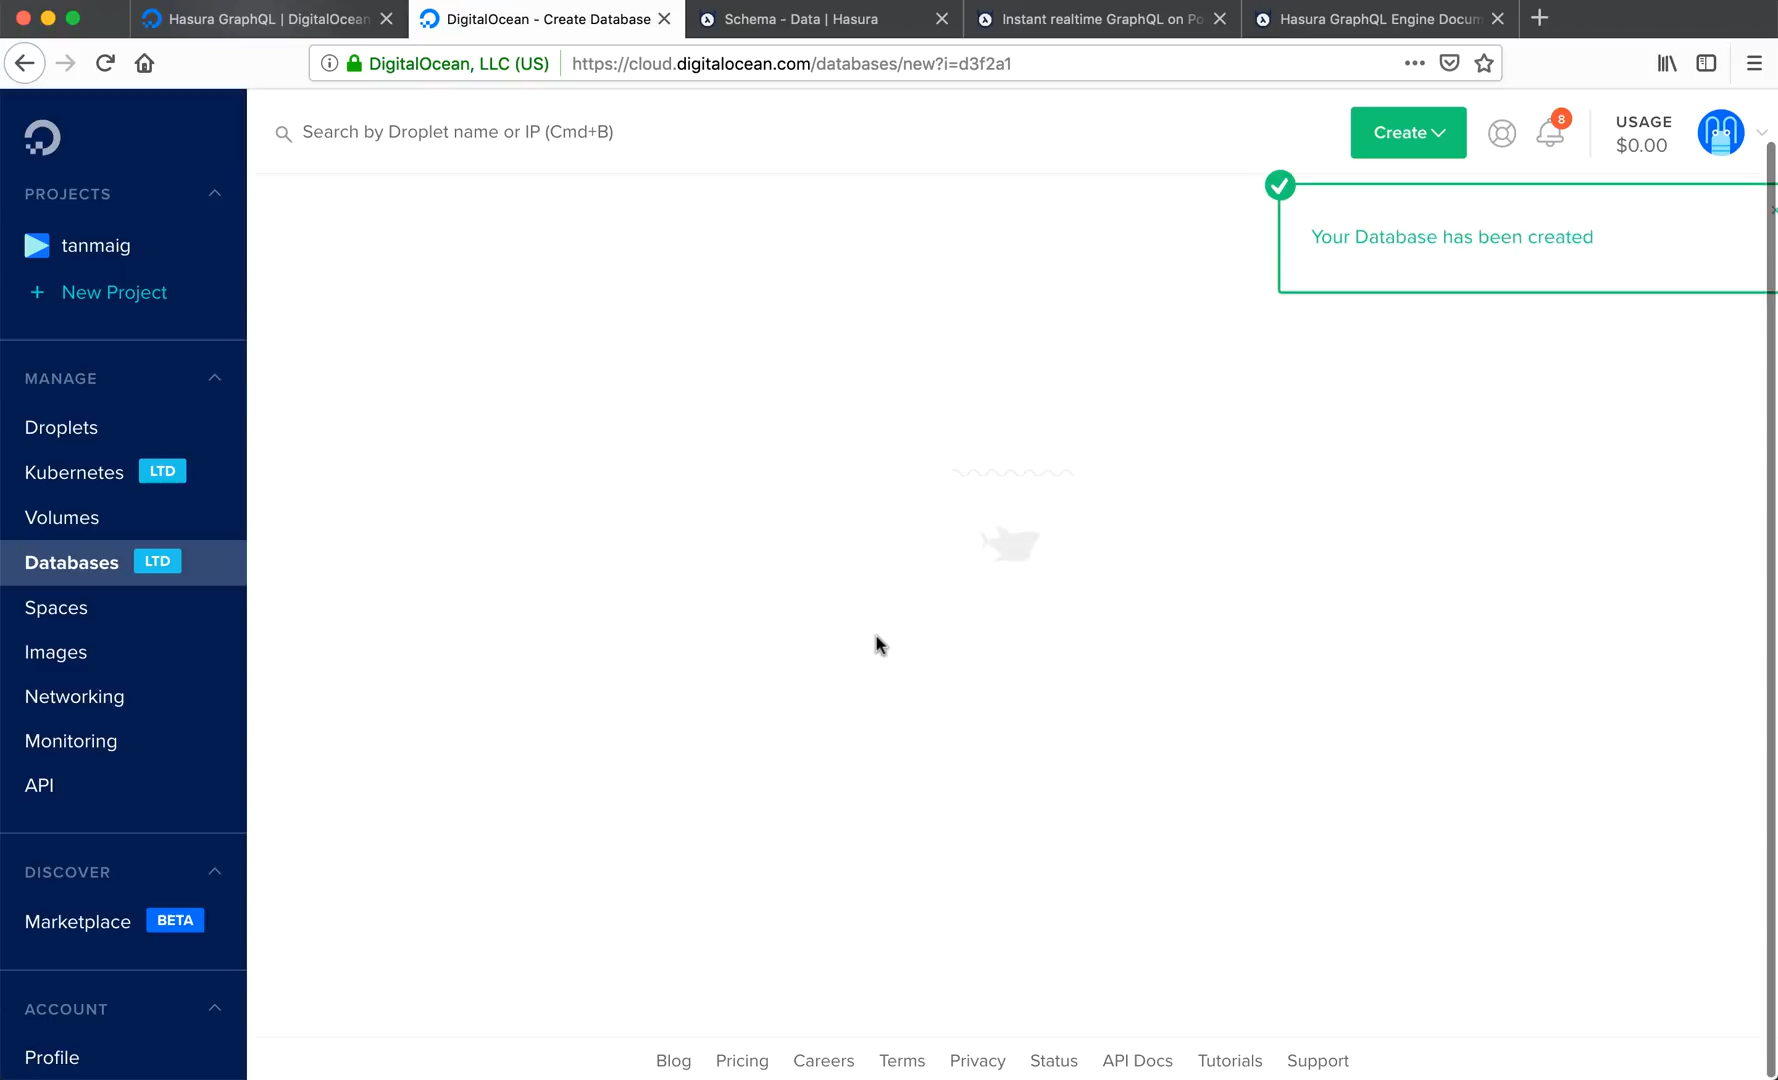 Hasura GraphQL | DigitalOcean
DigitalOcean - Create Database
Schema - Data | Hasura
Instant realtime GraphQL on Po
Hasura GraphQL Engine Docum
DigitalOcean, LLC (US)
https://cloud.digitalocean.com/databases/new?i=d3f2a1
Search by Droplet name or IP (Cmd+B)
Create
8
USAGE
$0.00
Your Database has been created
PROJECTS
tanmaig
+ New Project
MANAGE
Droplets
Kubernetes LTD
Volumes
Databases LTD
Spaces
Images
Networking
Monitoring
API
DISCOVER
Marketplace BETA
ACCOUNT
Profile
Blog Pricing Careers Terms Privacy Status API Docs Tutorials Support